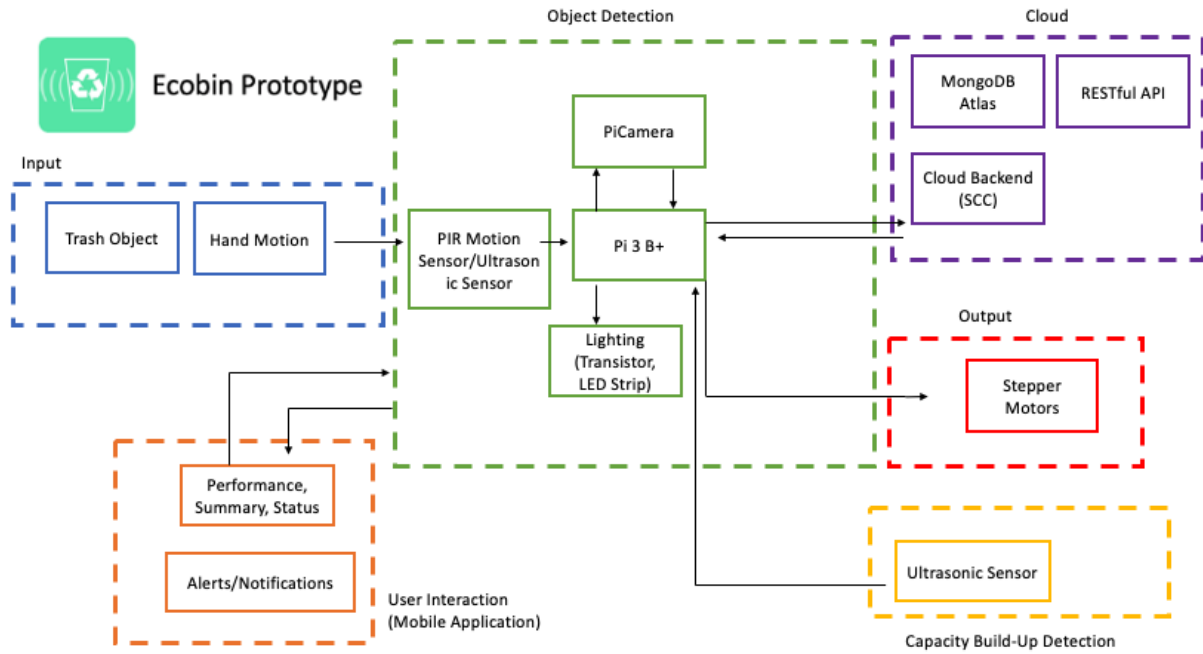 Object Detection
Cloud
Ecobin Prototype
MongoDB
Atlas
RESTful API
PiCamera
Input
Cloud Backend
(SCC)
Trash Object
Hand Motion
PIR Motion
Sensor/Ultrason
ic Sensor
Pi 3 B+
Output
Lighting
(Transistor,
LED Strip)
Stepper
Motors
Performance,
Summary, Status
Alerts/Notifications
Ultrasonic Sensor
User Interaction
(Mobile Application)
Capacity Build-Up Detection